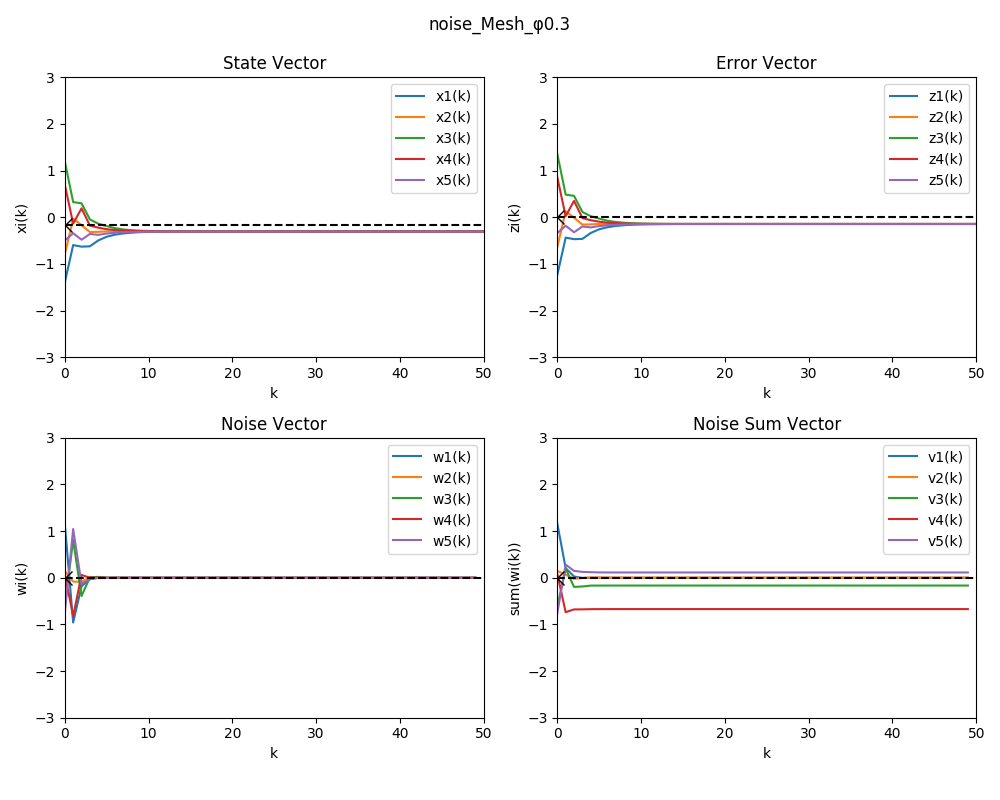 noise_Mesh_φ0.3
State Vector
3
2
1
0
−1
−2
−3
xi(k)
0
10
20
30
40
50
k
x1(k)
x2(k)
x3(k)
x4(k)
x5(k)
Error Vector
3
2
1
0
−1
−2
−3
zi(k)
0
10
20
30
40
50
k
z1(k)
z2(k)
z3(k)
z4(k)
z5(k)
Noise Vector
3
2
1
0
−1
−2
−3
wi(k)
0
10
20
30
40
50
k
w1(k)
w2(k)
w3(k)
w4(k)
w5(k)
Noise Sum Vector
3
2
1
0
−1
−2
−3
sum(wi(k))
0
10
20
30
40
50
k
v1(k)
v2(k)
v3(k)
v4(k)
v5(k)